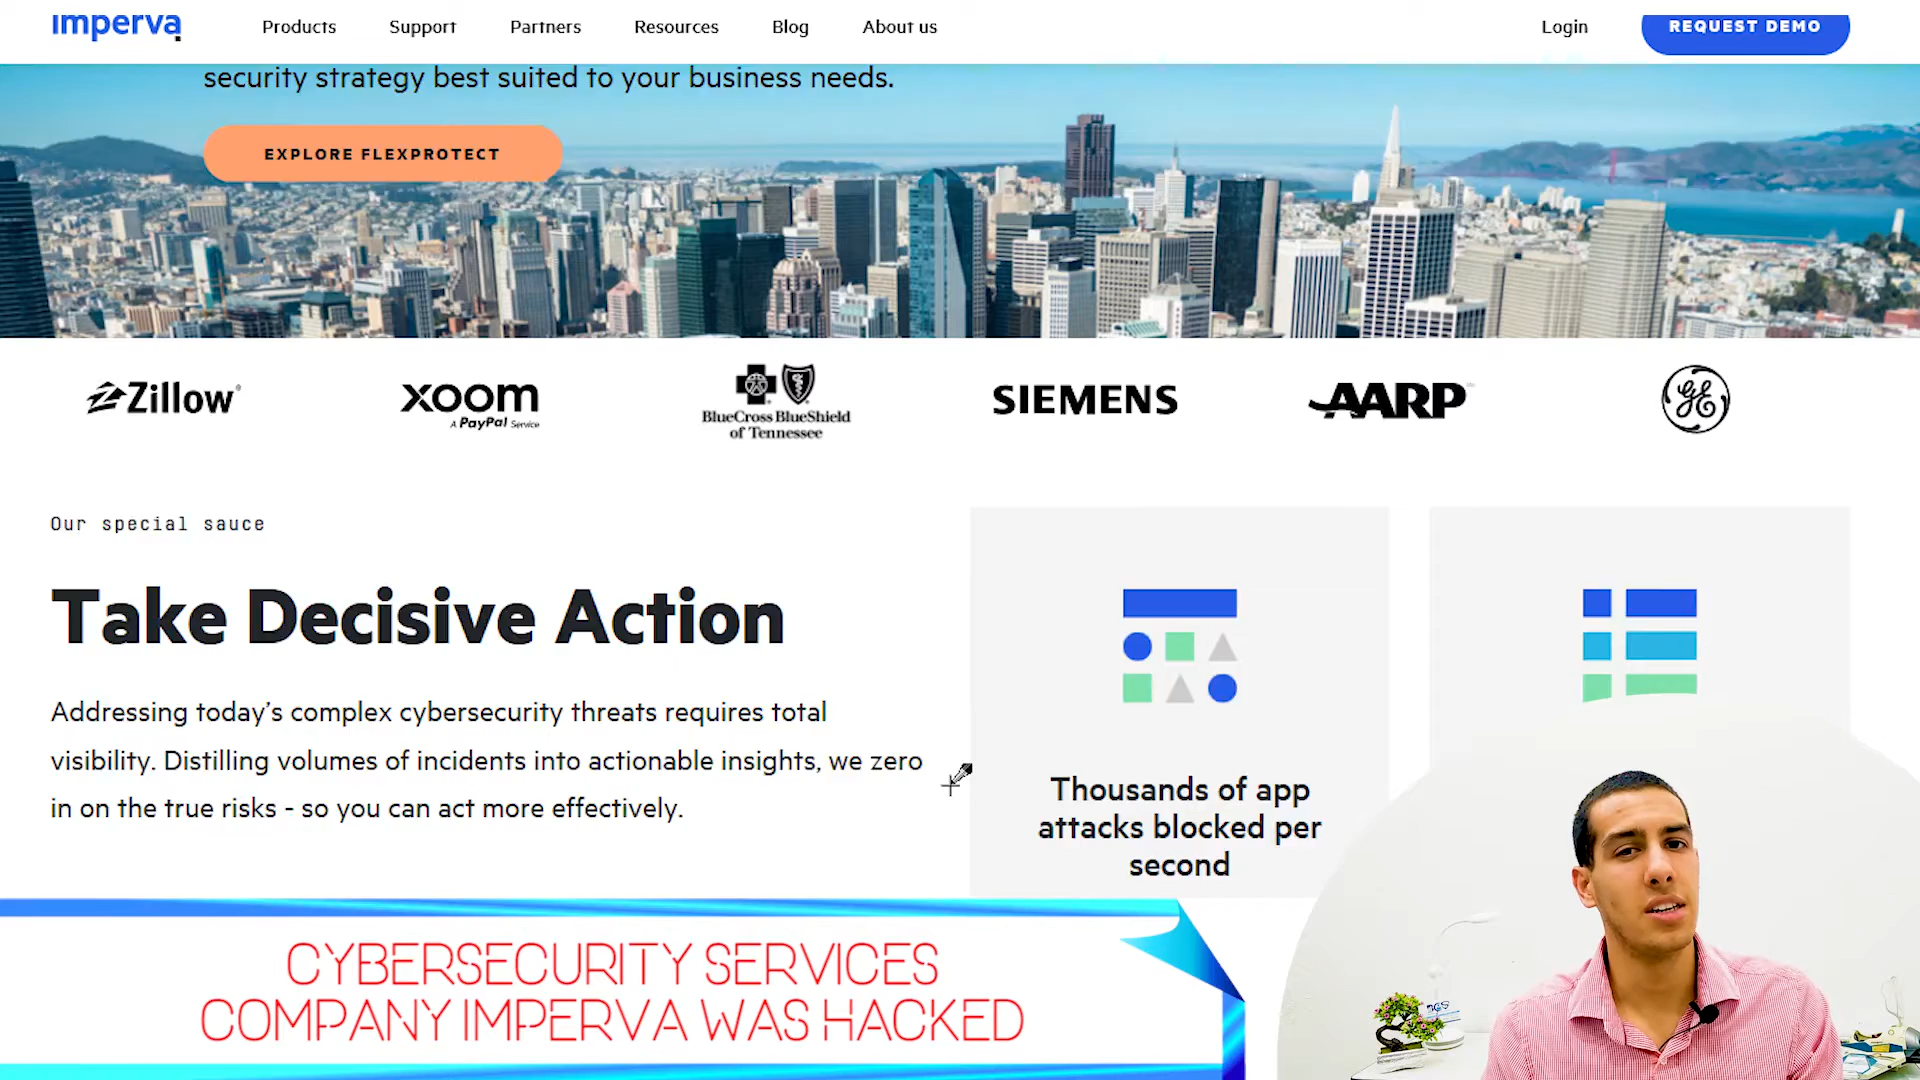 imperva
Products
Support
Partners
Resources
Blog
About us
Login
REQUEST DEMO
security strategy best suited to your business needs.
EXPLORE FLEXPROTECT
Zillow®
xoom
A PayPal Service
BlueCross BlueShield
of Tennessee
SIEMENS
AARP
GE
Our special sauce
Take Decisive Action
Addressing today’s complex cybersecurity threats requires total
visibility. Distilling volumes of incidents into actionable insights, we zero
in on the true risks - so you can act more effectively.
Thousands of app
attacks blocked per
second
CYBERSECURITY SERVICES
COMPANY IMPERVA WAS HACKED